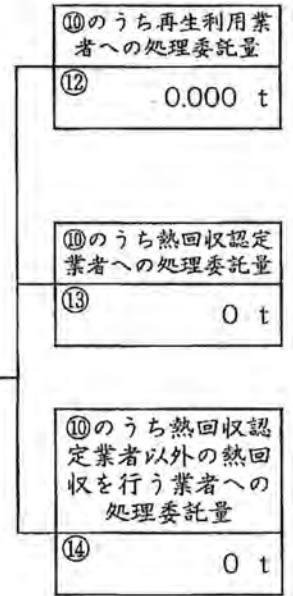 ⑩のうち再生利用業
者への処理委託量
⑫
0.000 t
⑩のうち熱回収認定
業者への処理委託量
⑬
0 t
⑩のうち熱回収認
定業者以外の熱回
収を行う業者への
処理委託量
⑭
0 t